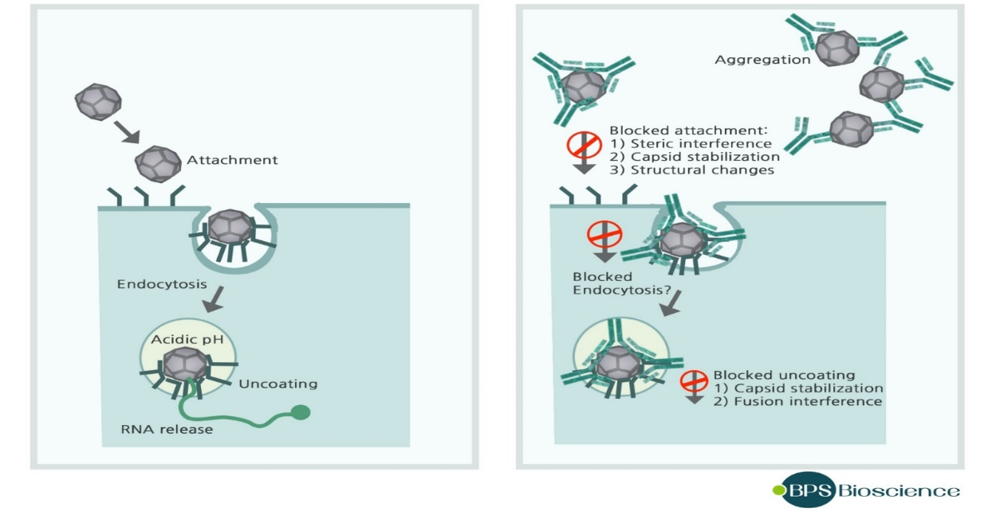 Attachment
Endocytosis
Acidic pH
Uncoating
RNA release
Aggregation
Blocked attachment:
1) Steric interference
2) Capsid stabilization
3) Structural changes
Blocked
Endocytosis?
Blocked uncoating
1) Capsid stabilization
2) Fusion interference
BPS Bioscience